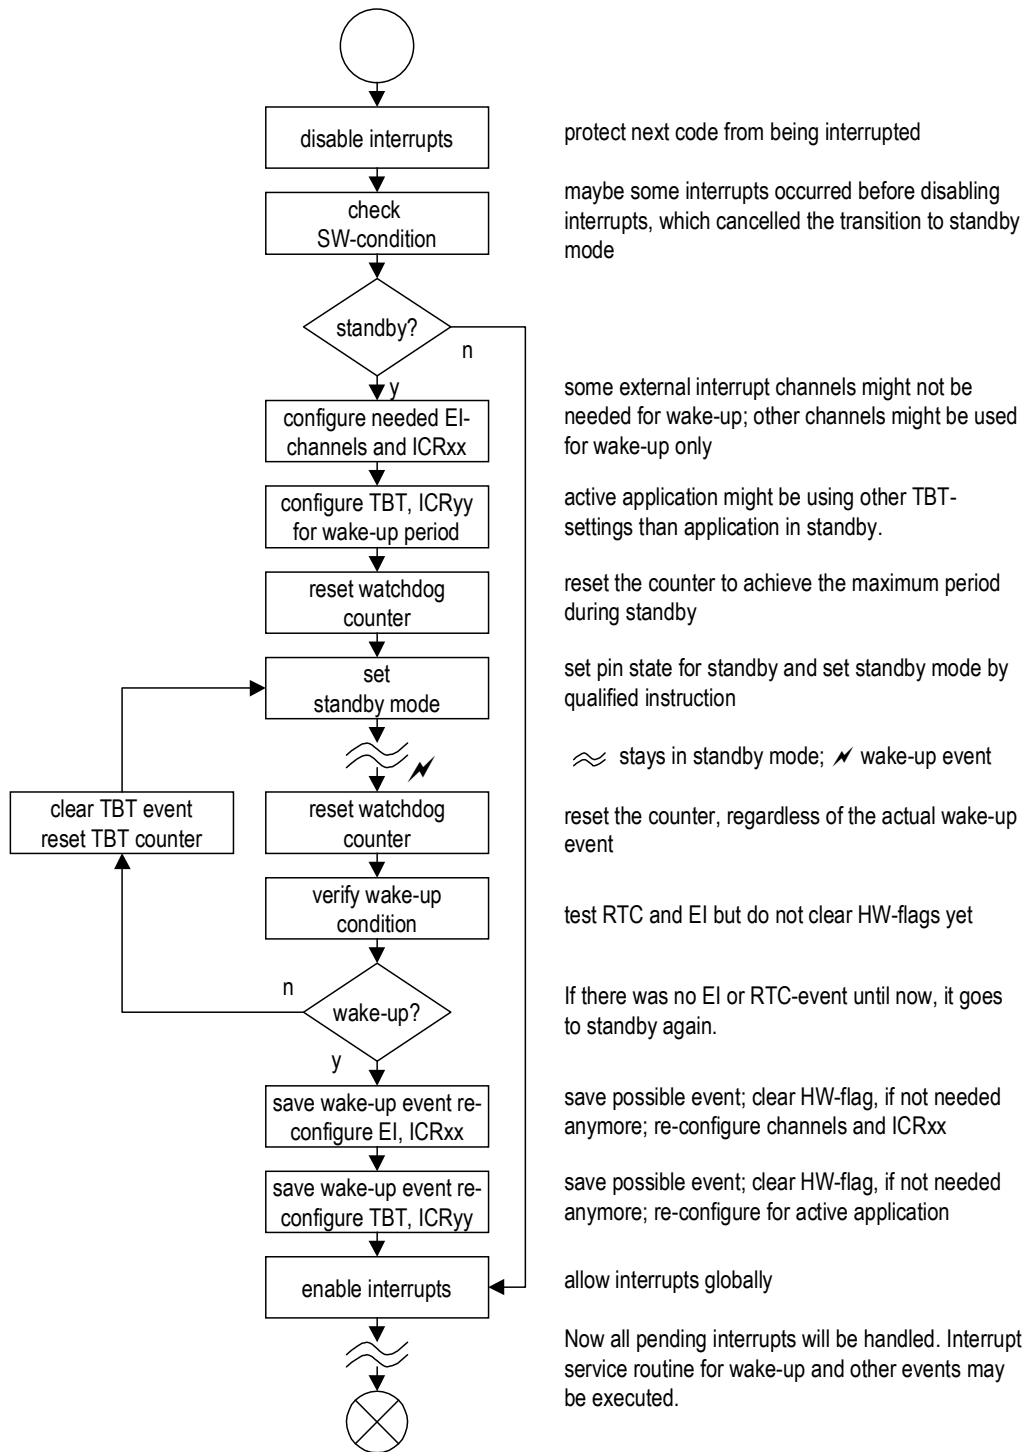 disable interrupts
protect next code from being interrupted
check
SW-condition
maybe some interrupts occurred before disabling
interrupts, which cancelled the transition to standby
mode
standby?
n
y
configure needed EI-
channels and ICRxx
some external interrupt channels might not be
needed for wake-up; other channels might be used
for wake-up only
configure TBT, ICRyy
for wake-up period
active application might be using other TBT-
settings than application in standby.
reset watchdog
counter
reset the counter to achieve the maximum period
during standby
set
standby mode
set pin state for standby and set standby mode by
qualified instruction
stays in standby mode; wake-up event
clear TBT event
reset TBT counter
reset watchdog
counter
reset the counter, regardless of the actual wake-up
event
verify wake-up
condition
test RTC and EI but do not clear HW-flags yet
n
wake-up?
y
If there was no EI or RTC-event until now, it goes
to standby again.
save wake-up event re-
configure EI, ICRxx
save possible event; clear HW-flag, if not needed
anymore; re-configure channels and ICRxx
save wake-up event re-
configure TBT, ICRyy
save possible event; clear HW-flag, if not needed
anymore; re-configure for active application
enable interrupts
allow interrupts globally
Now all pending interrupts will be handled. Interrupt
service routine for wake-up and other events may
be executed.